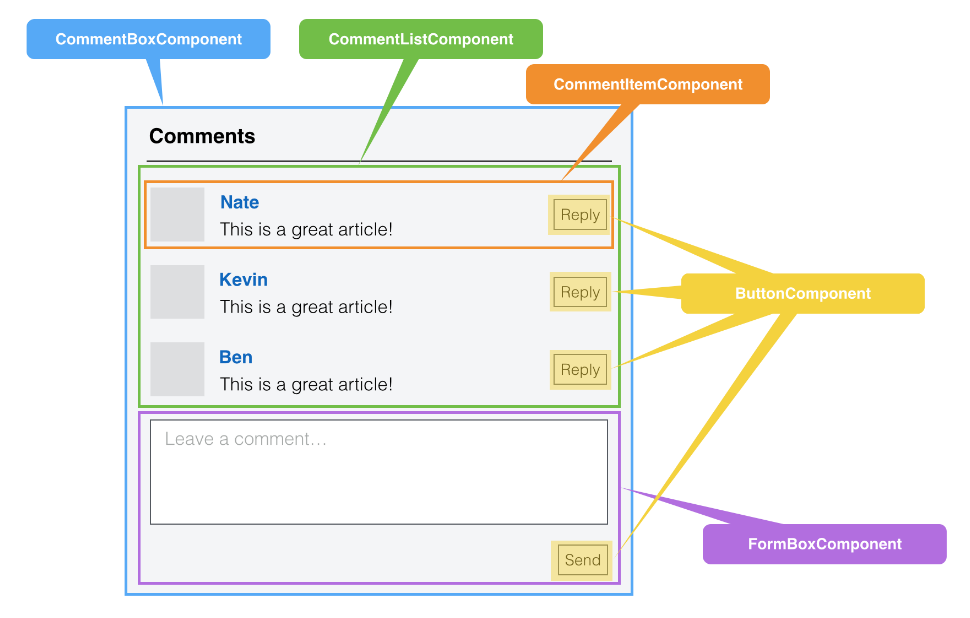 CommentBoxComponent
CommentListComponent
CommentItemComponent
Comments
Nate
This is a great article!
Reply
Kevin
This is a great article!
Reply
ButtonComponent
Ben
This is a great article!
Reply
Leave a comment...
FormBoxComponent
Send